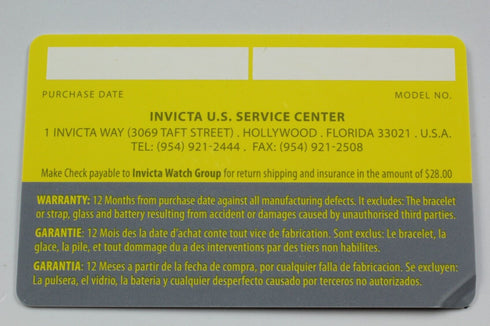 PURCHASE DATE MODEL NO.
INVICTA U.S. SERVICE CENTER
1 INVICTA WAY (3069 TAFT STREET) . HOLLYWOOD . FLORIDA 33021 . U.S.A.
TEL: (954) 921-2444 . FAX: (954) 921-2508
Make Check payable to Invicta Watch Group for return shipping and insurance in the amount of $28.00
WARRANTY: 12 Months from purchase date against all manufacturing defects. It excludes: The bracelet
or strap, glass and battery resulting from accident or damages caused by unauthorised third parties.
GARANTIE: 12 Mois des la date d'achat conte tout vice de fabrication. Sont exclus: Le bracelet, la
glace, la pile, et tout dommage du a des interventions par des tiers non habilites.
GARANTIA: 12 Meses a partir de la fecha de compra, por cualquier falla de fabricacion. Se excluyen:
La pulsera, el vidrio, la bateria y cualquier desperfecto causado por terceros no autorizados.